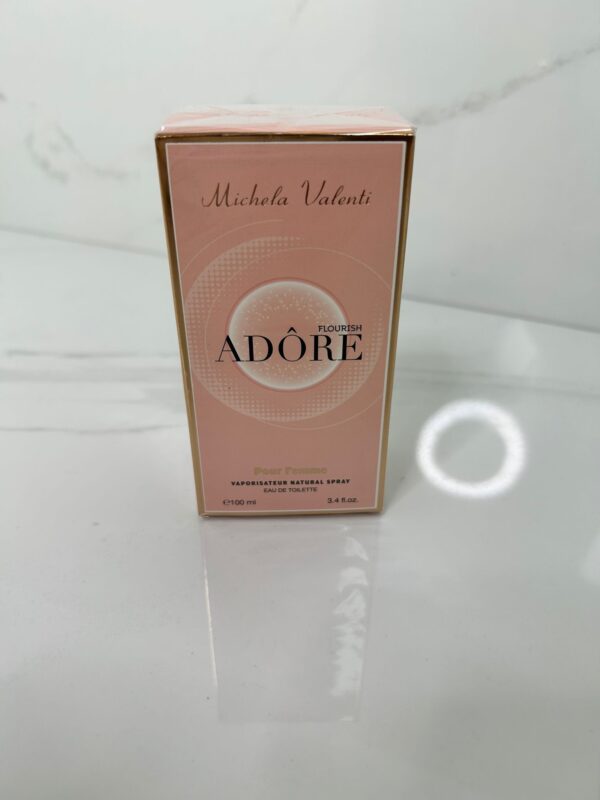 Michela Valenti
FLOURISH
ADÔRE
Pour Femme
VAPORISATEUR NATURAL SPRAY
EAU DE TOILETTE
℮100 ml 3.4 fl.oz.